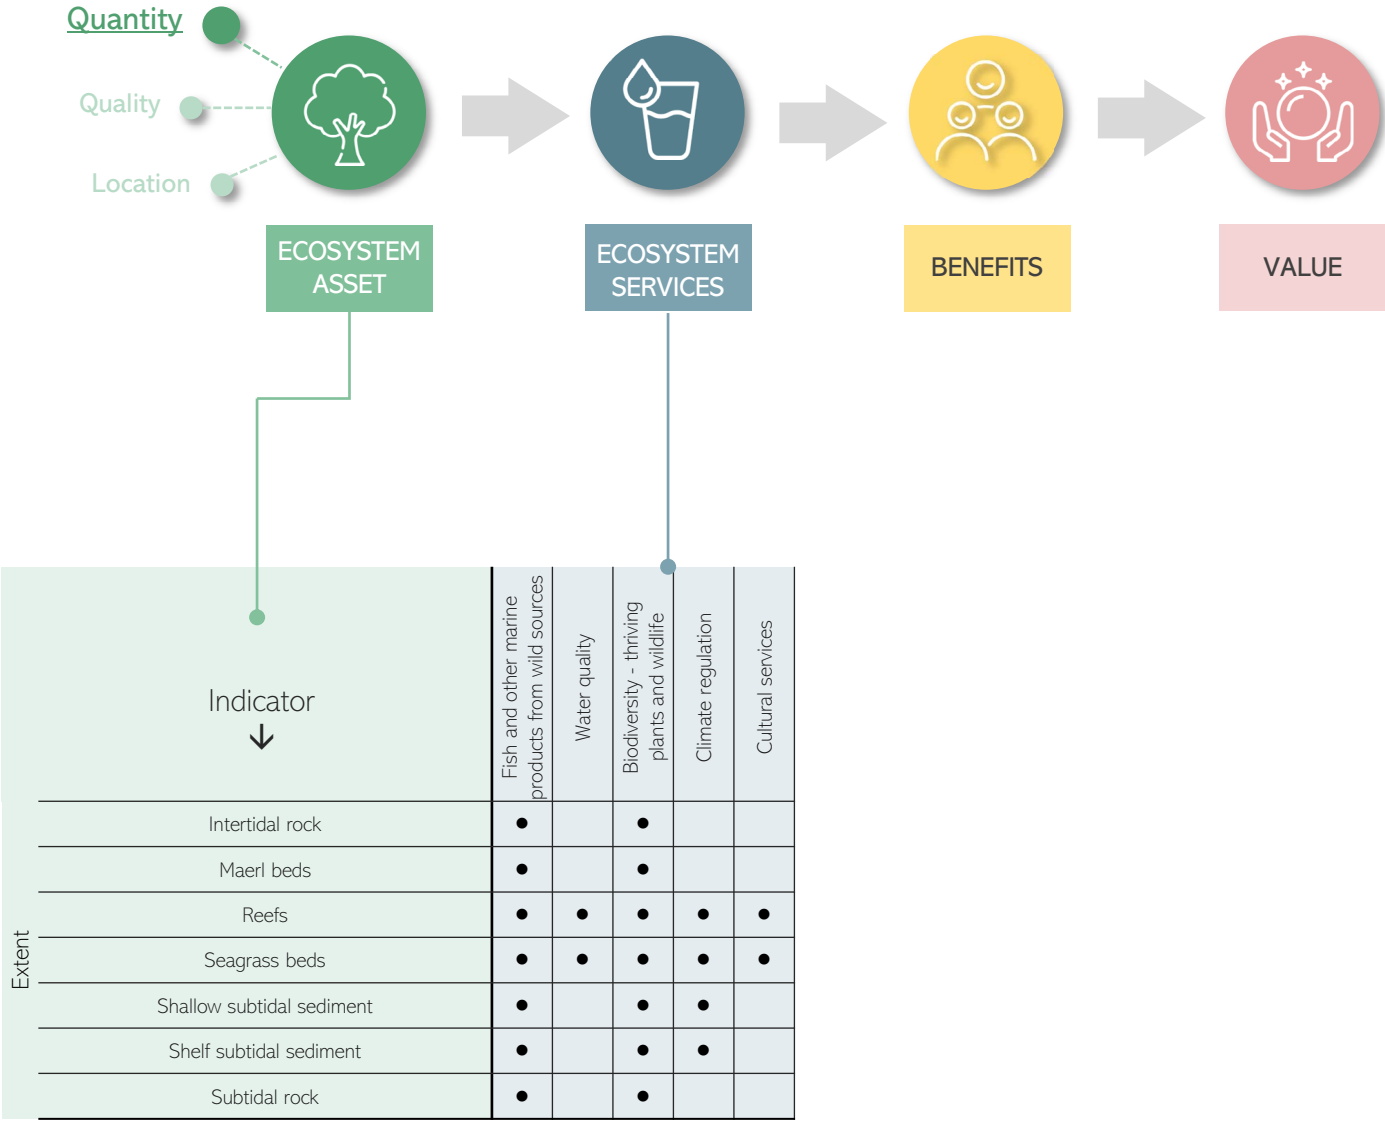 Quantity
Quality
Location
ECOSYSTEM
ASSET
ECOSYSTEM
SERVICES
BENEFITS
VALUE
Indicator
↓
Fish and other marine
products from wild sources
Water quality
Biodiversity - thriving
plants and wildlife
Climate regulation
Cultural services
Extent
Intertidal rock
● ●
Maerl beds
● ●
Reefs
● ● ● ● ●
Seagrass beds
● ● ● ● ●
Shallow subtidal sediment
● ● ●
Shelf subtidal sediment
● ● ●
Subtidal rock
● ●